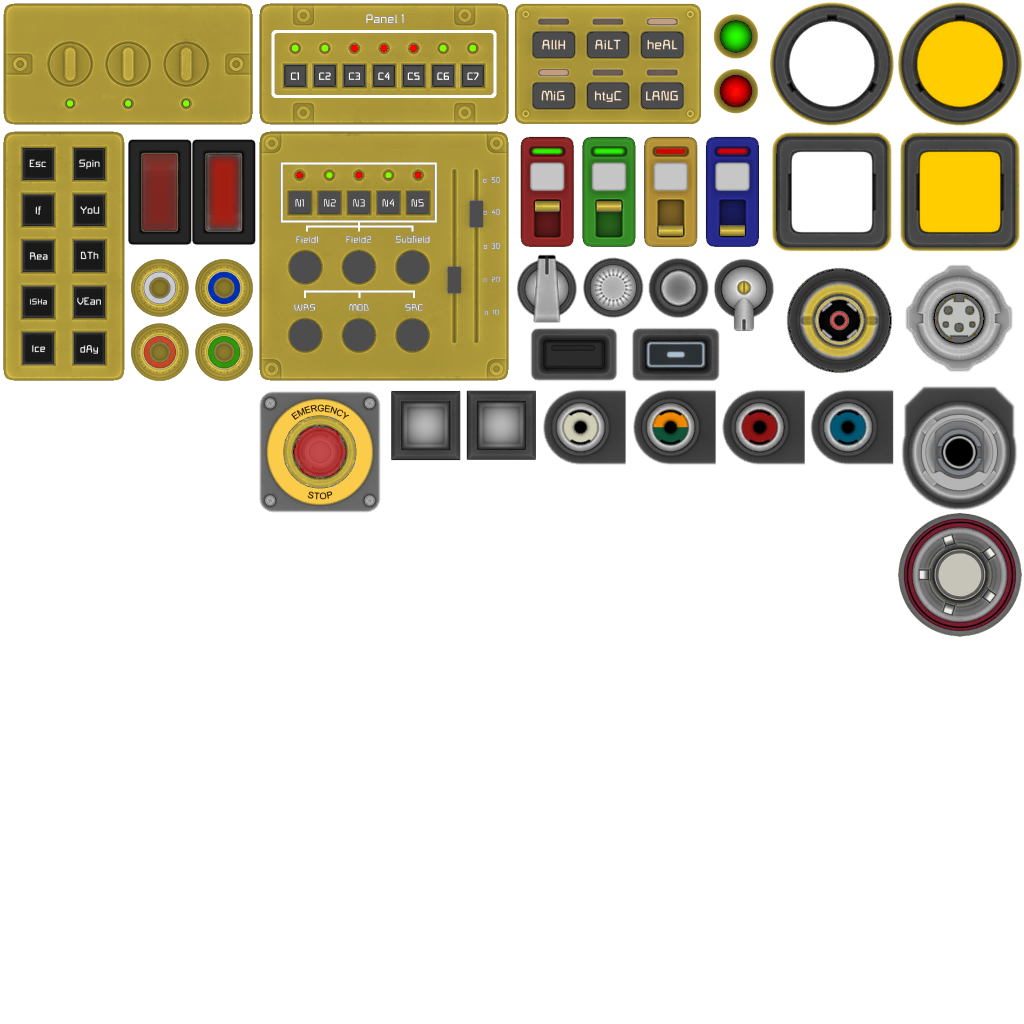 Panel 1
C1 C2 C3 C4 C5 C6 C7
AllH AiLT heAL
MiG htyC LANG
Esc Spin
If YoU
Rea DTh
15Ha VEan
Ice dAy
N1 N2 N3 N4 N5
Field1 Field2 Subfield
WRS MOD SRC
50
40
30
20
10
EMERGENCY
STOP